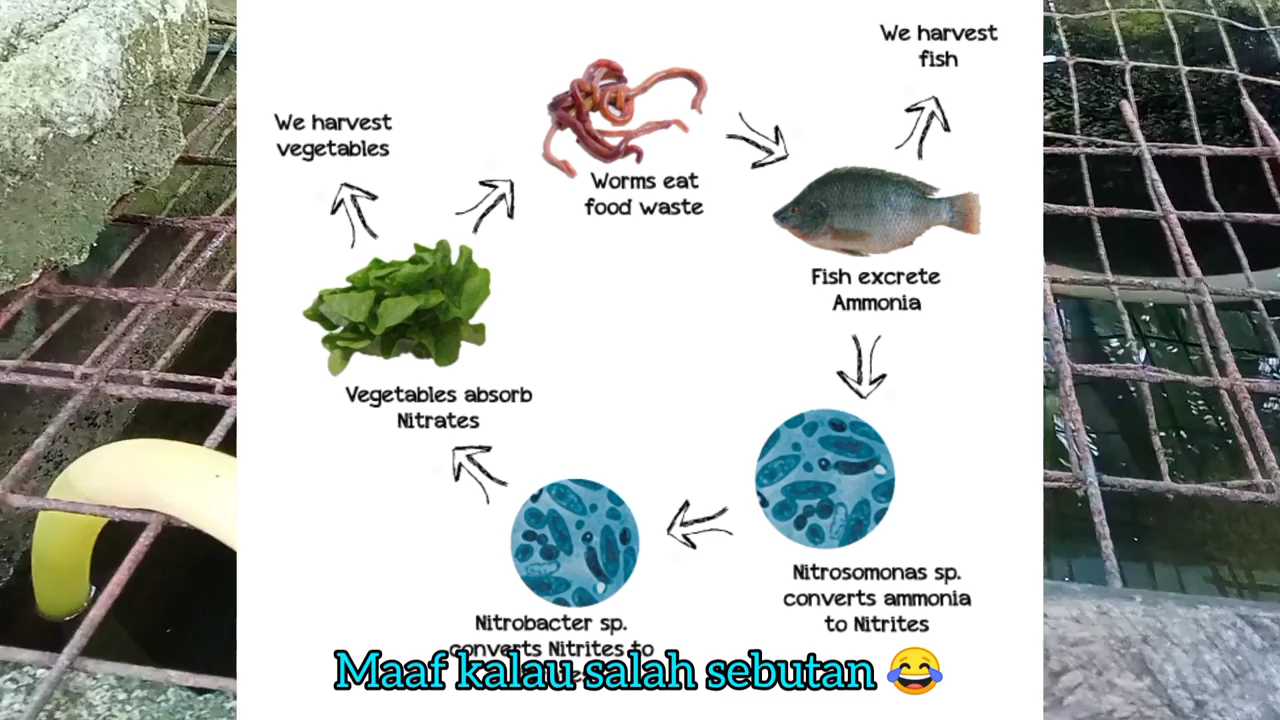 We harvest
fish
We harvest
vegetables
Worms eat
food waste
Fish excrete
Ammonia
Vegetables absorb
Nitrates
Nitrosomonas sp.
converts ammonia
to Nitrites
Nitrobacter sp.
converts Nitrites to
Maaf kalau salah sebutan 😂